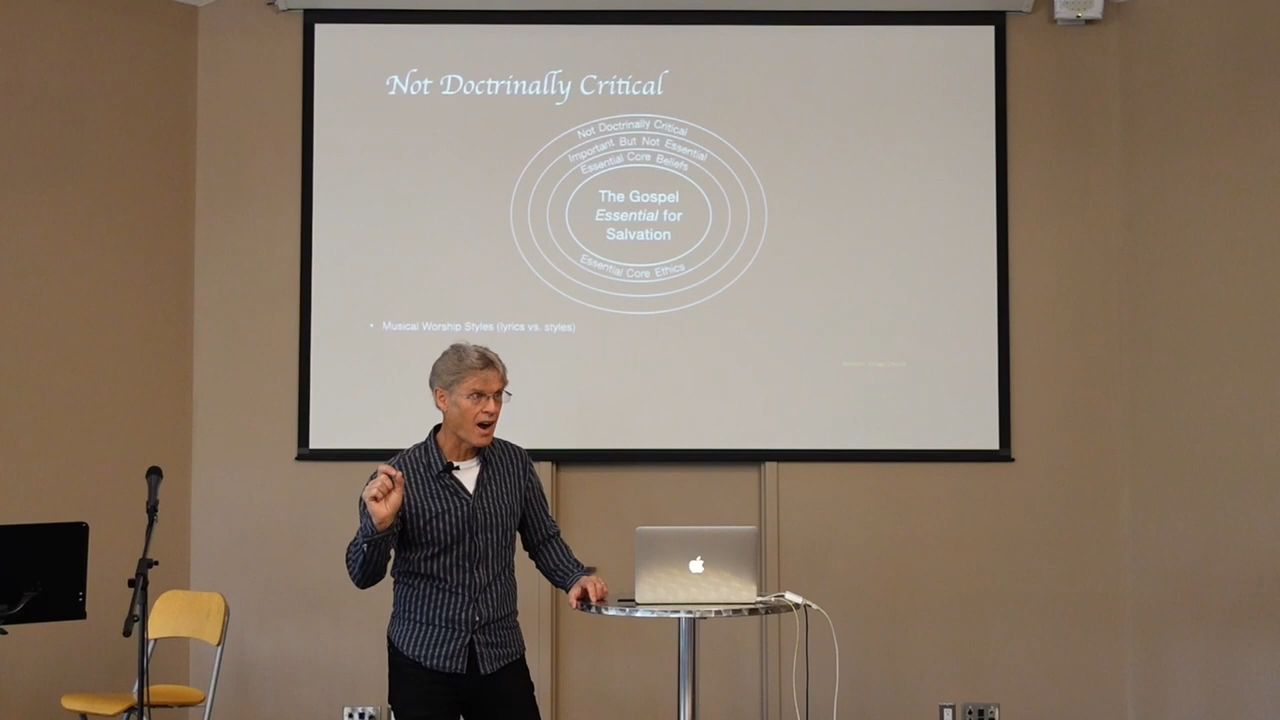 Not Doctrinally Critical
Not Doctrinally Critical
Important But Not Essential
Essential Core Beliefs
The Gospel
Essential for
Salvation
Essential Core Ethics
• Musical Worship Styles (lyrics vs. styles)